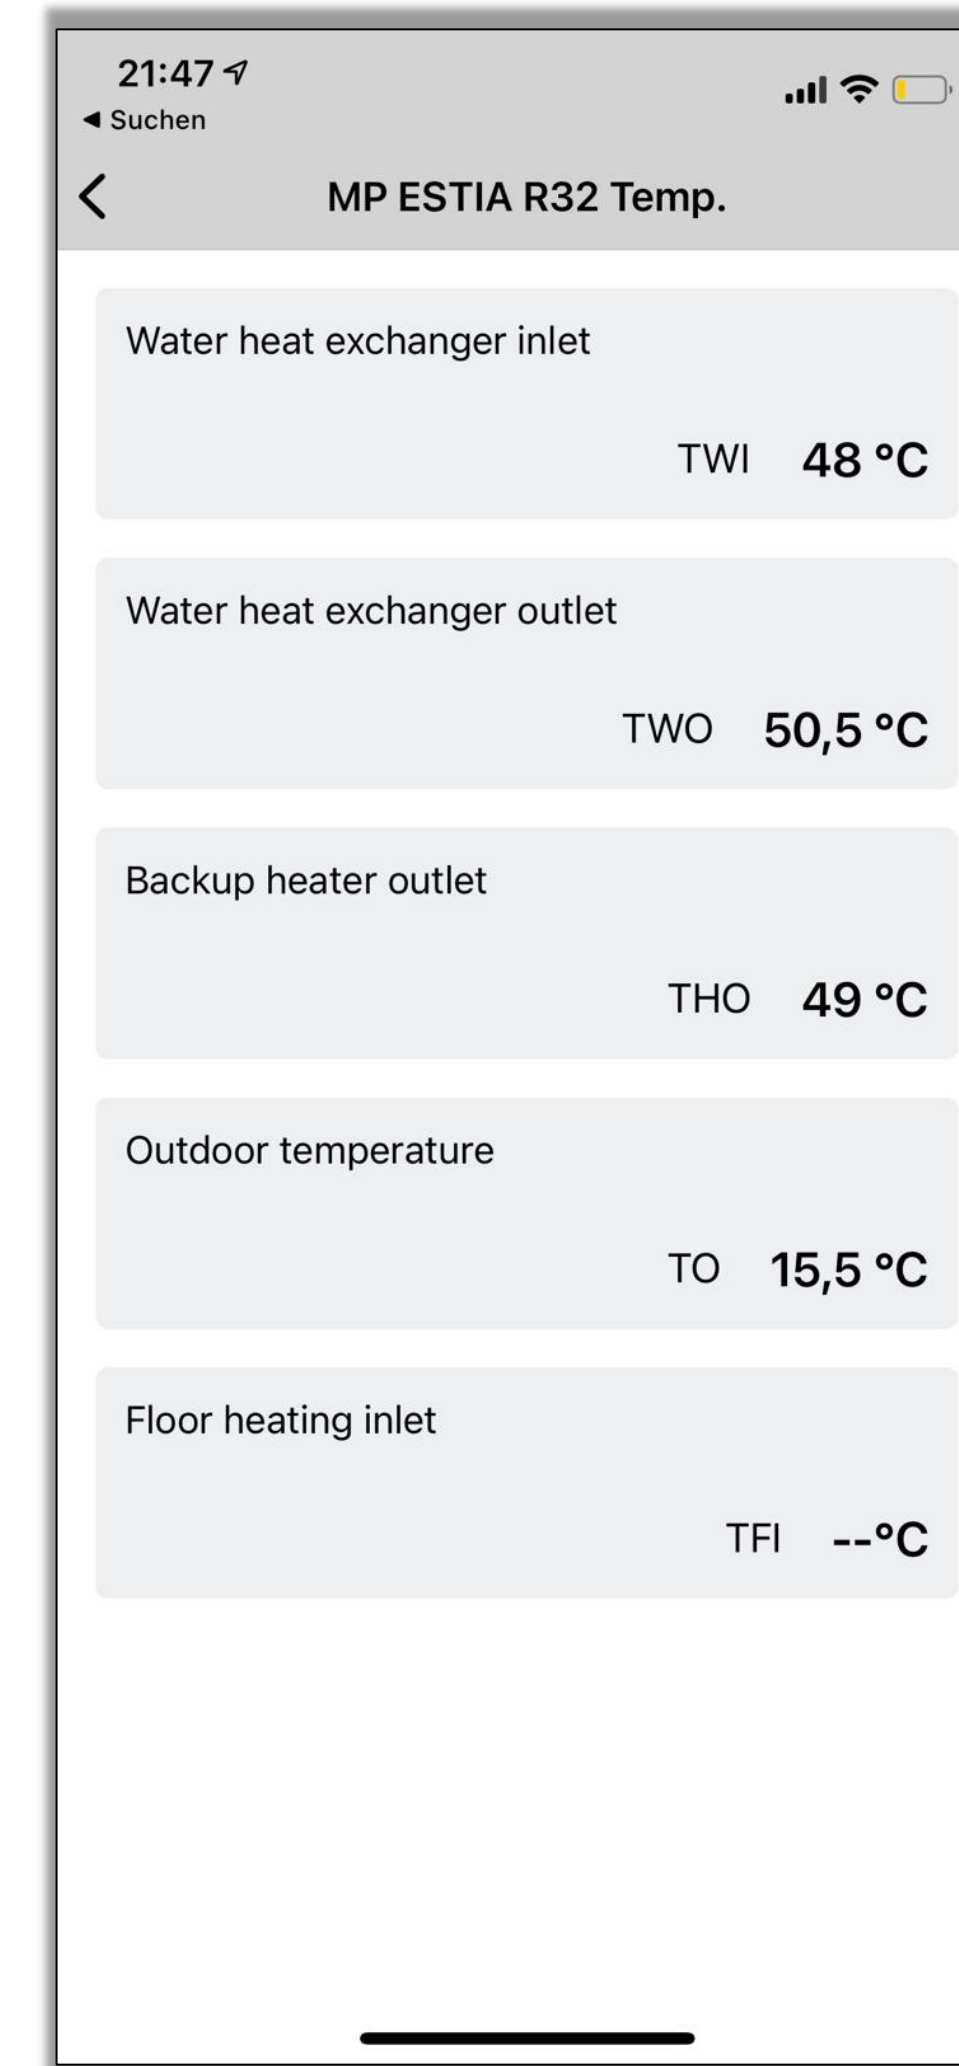 21:47
◀ Suchen
MP ESTIA R32 Temp.
Water heat exchanger inlet
TWI 48 °C
Water heat exchanger outlet
TWO 50,5 °C
Backup heater outlet
THO 49 °C
Outdoor temperature
TO 15,5 °C
Floor heating inlet
TFI --°C